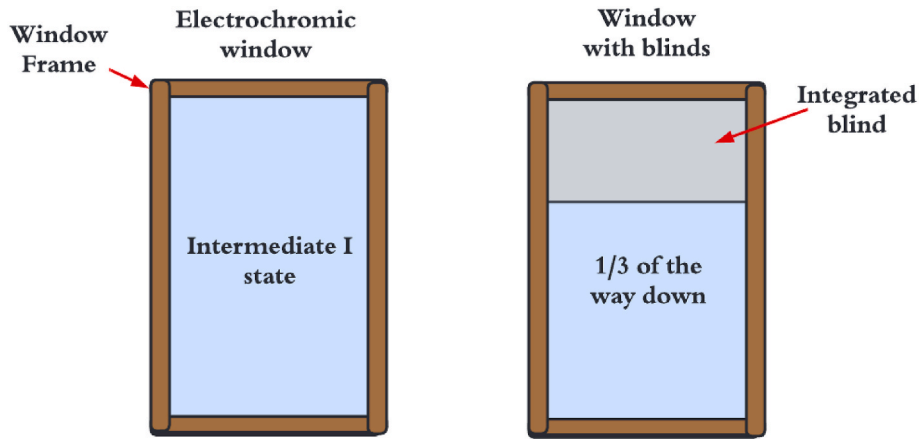 Window
Frame
Electrochromic
window
Window
with blinds
Integrated
blind
Intermediate I
state
1/3 of the
way down